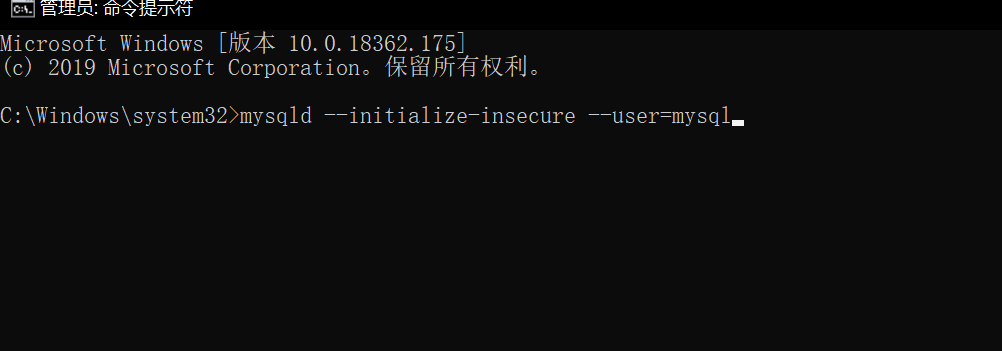 管理员: 命令提示符
Microsoft Windows [版本 10.0.18362.175]
(c) 2019 Microsoft Corporation。保留所有权利。
C:\Windows\system32>mysqld --initialize-insecure --user=mysql